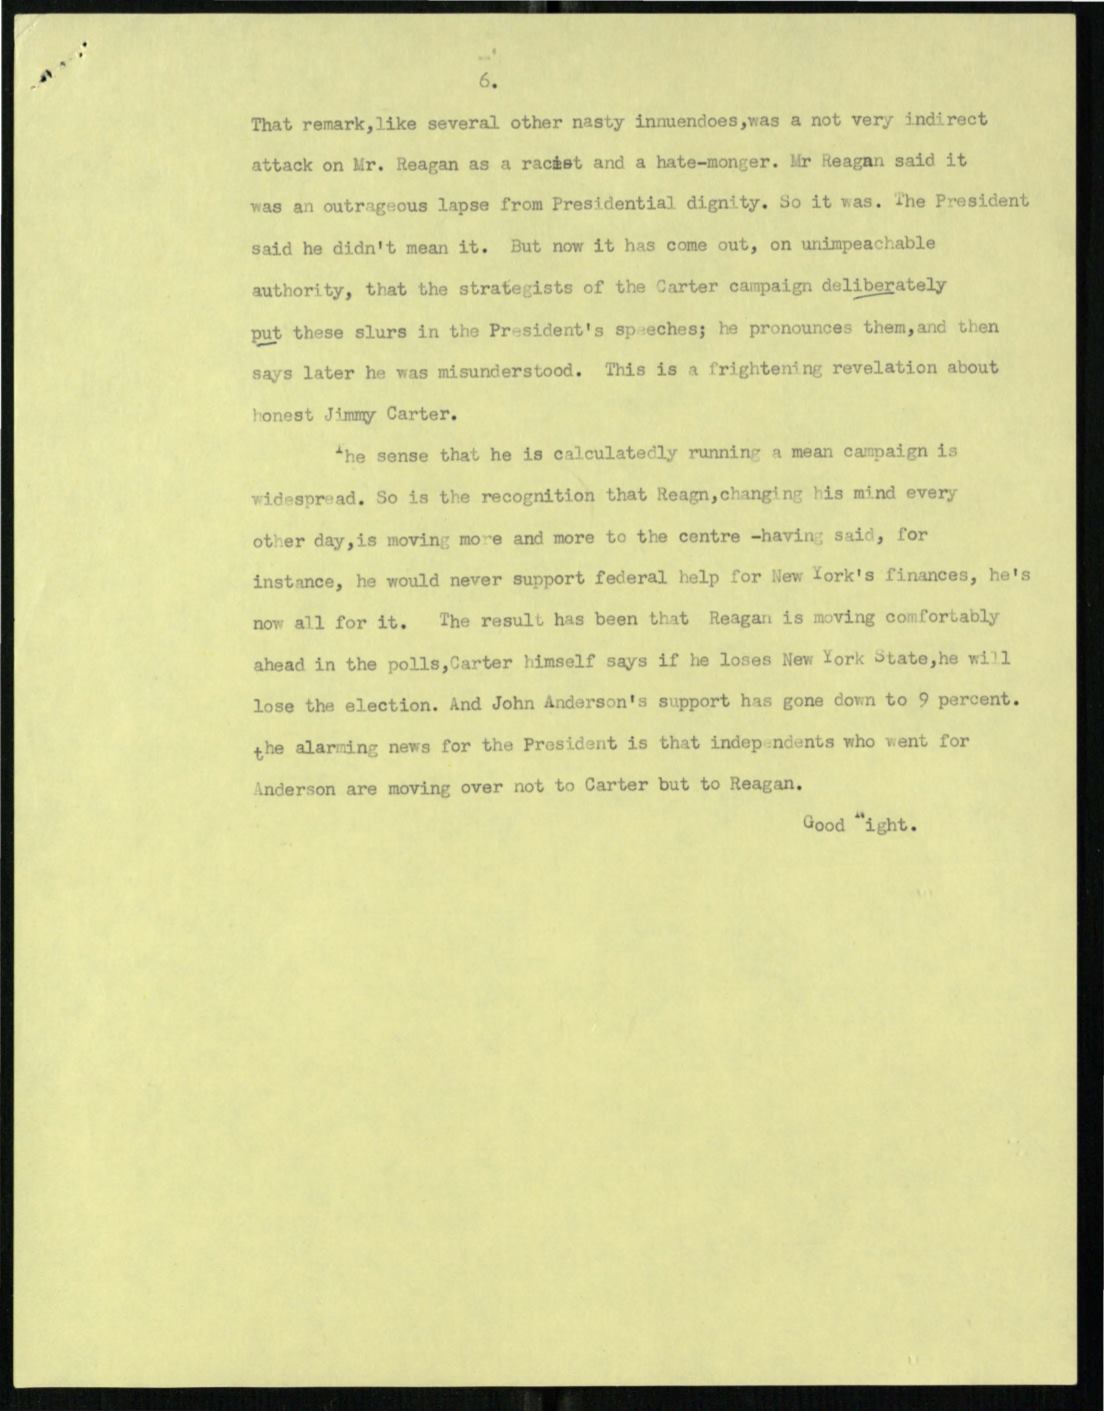 6.
That remark,like several other nasty innuendoes,was a not very indirect
attack on Mr. Reagan as a racist and a hate-monger. Mr Reagan said it
was an outrageous lapse from Presidential dignity. So it was. The President
said he didn't mean it. But now it has come out, on unimpeachable
authority, that the strategists of the Carter campaign deliberately
put these slurs in the President's speeches; he pronounces them,and then
says later he was misunderstood. This is a frightening revelation about
honest Jimmy Carter.
The sense that he is calculatedly running a mean campaign is
widespread. So is the recognition that Reagn,changing his mind every
other day,is moving more and more to the centre -having said, for
instance, he would never support federal help for New York's finances, he's
now all for it. The result has been that Reagan is moving comfortably
ahead in the polls,Carter himself says if he loses New York State,he will
lose the election. And John Anderson's support has gone down to 9 percent.
the alarming news for the President is that independents who went for
Anderson are moving over not to Carter but to Reagan.
Good Night.